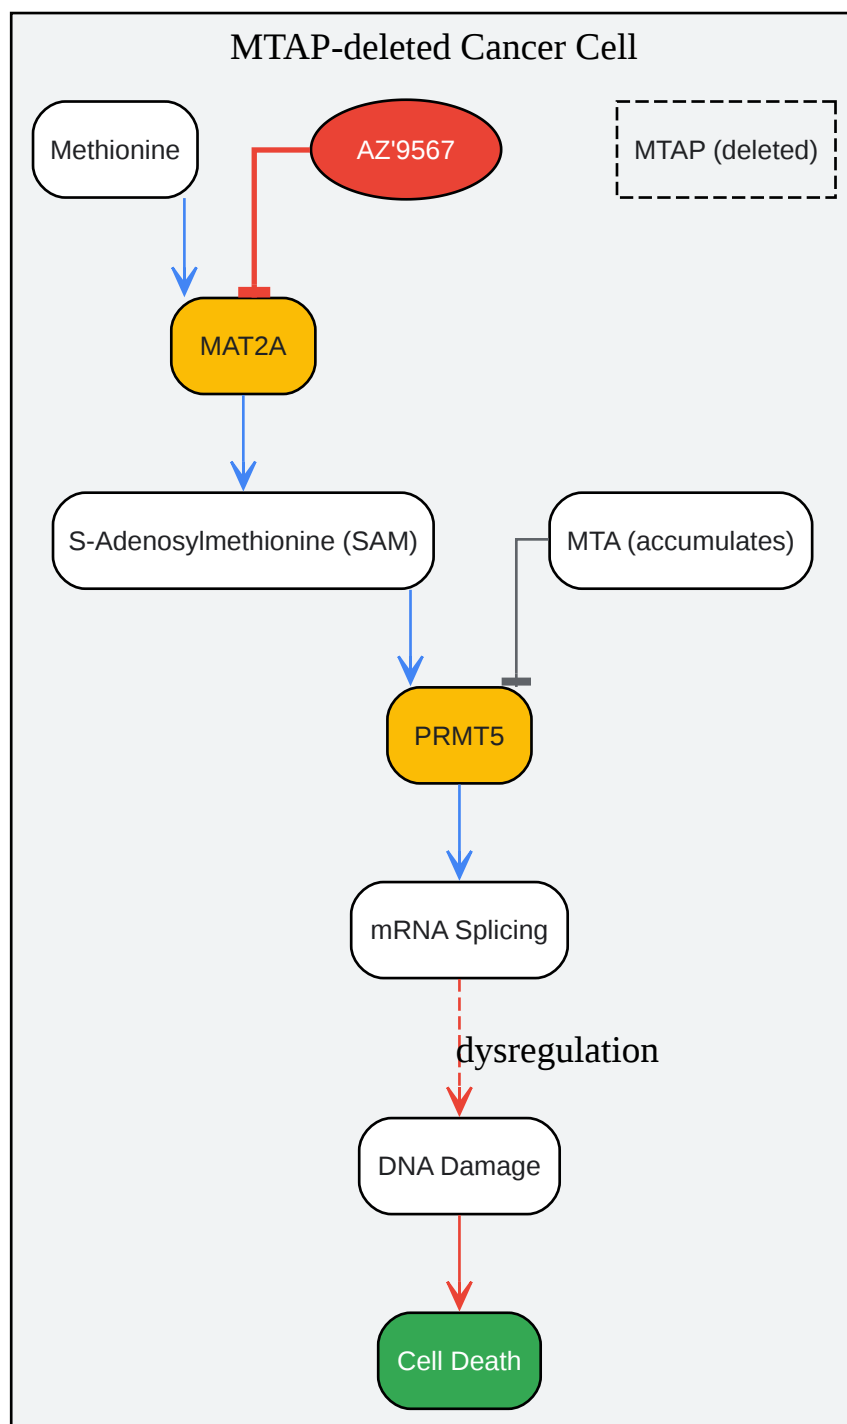 MTAP-deleted Cancer Cell
Methionine
AZ'9567
MTAP (deleted)
MAT2A
S-Adenosylmethionine (SAM)
MTA (accumulates)
PRMT5
mRNA Splicing
dysregulation
DNA Damage
Cell Death